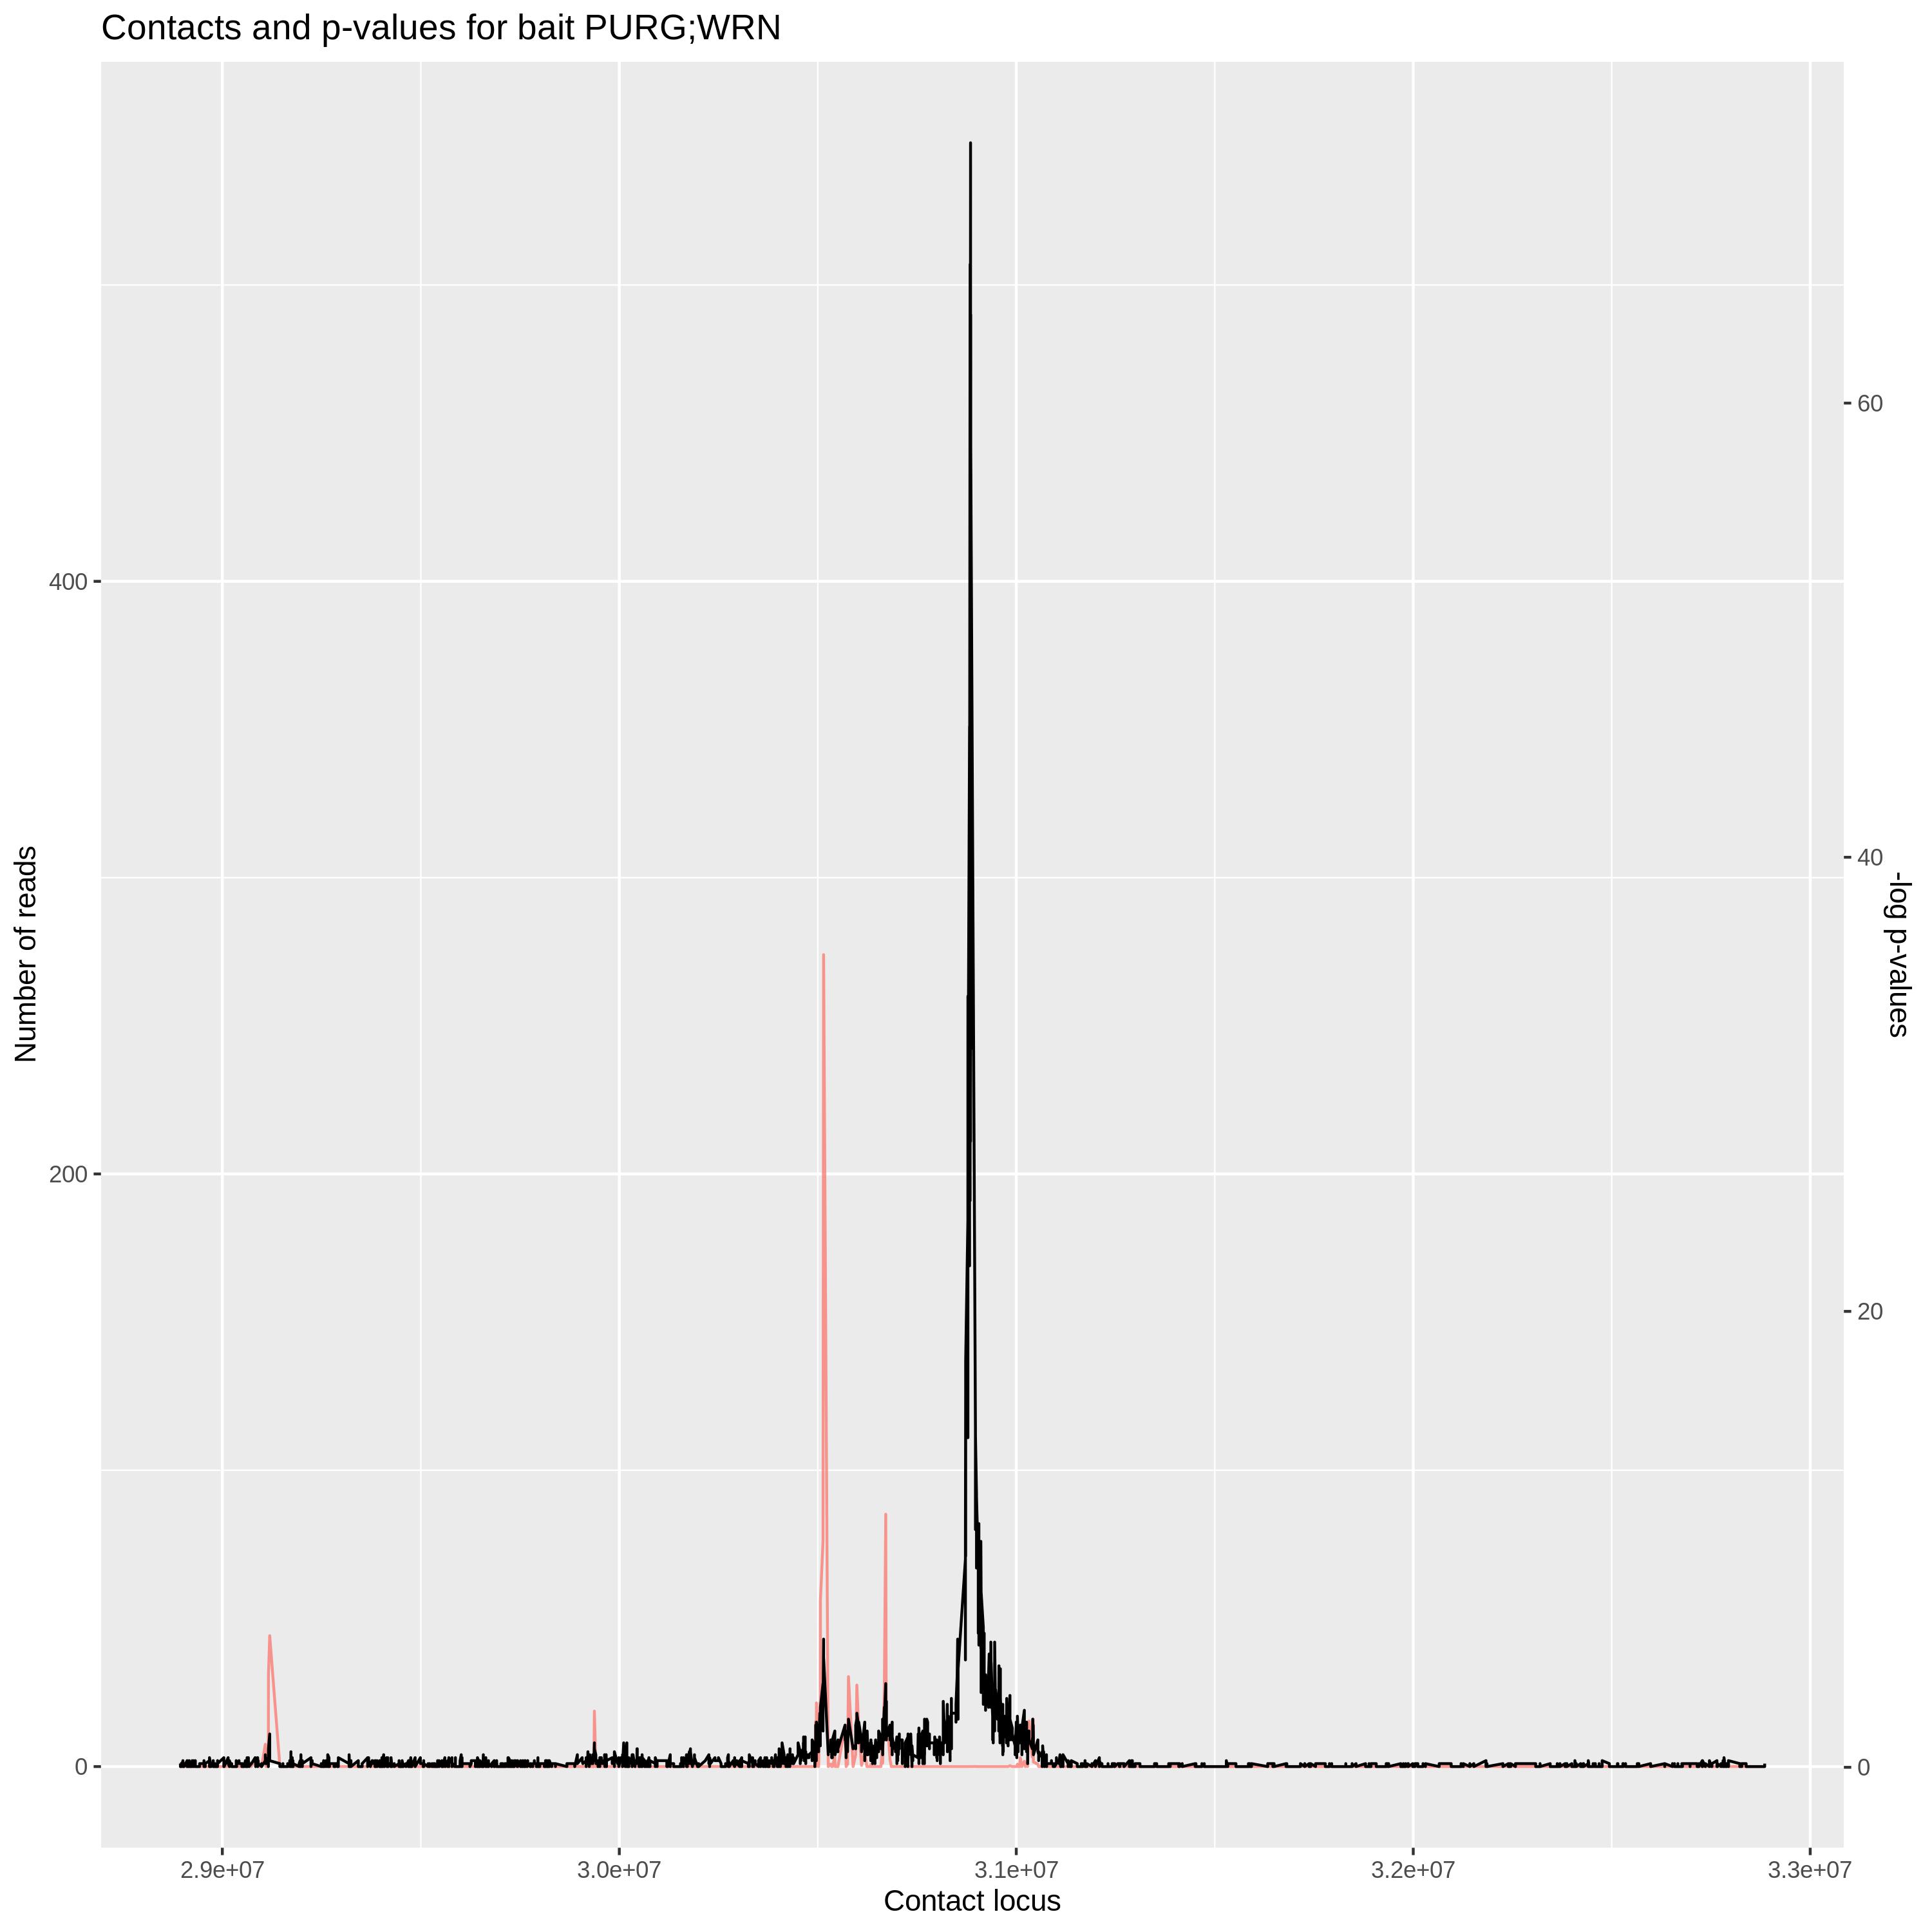 Contacts and p-values for bait PURG;WRN
Number of reads
400
200
0
60
40
20
0
-log p-values
2.9e+07
3.0e+07
3.1e+07
3.2e+07
3.3e+07
Contact locus